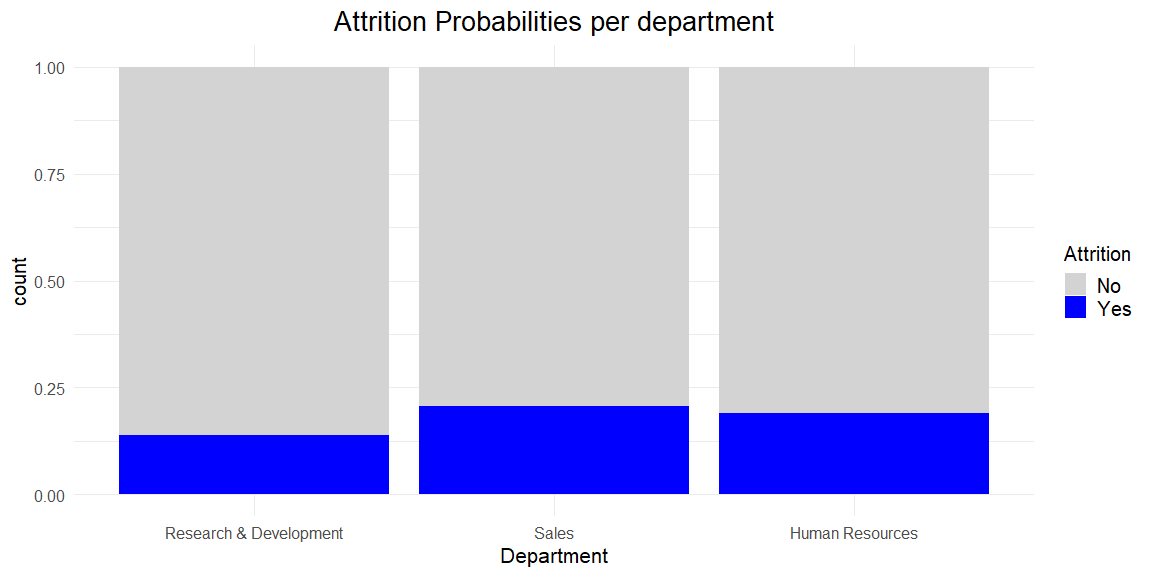 Attrition Probabilities per department
1.00
0.75
0.50
0.25
0.00
count
Research & Development
Sales
Human Resources
Department
Attrition
No
Yes